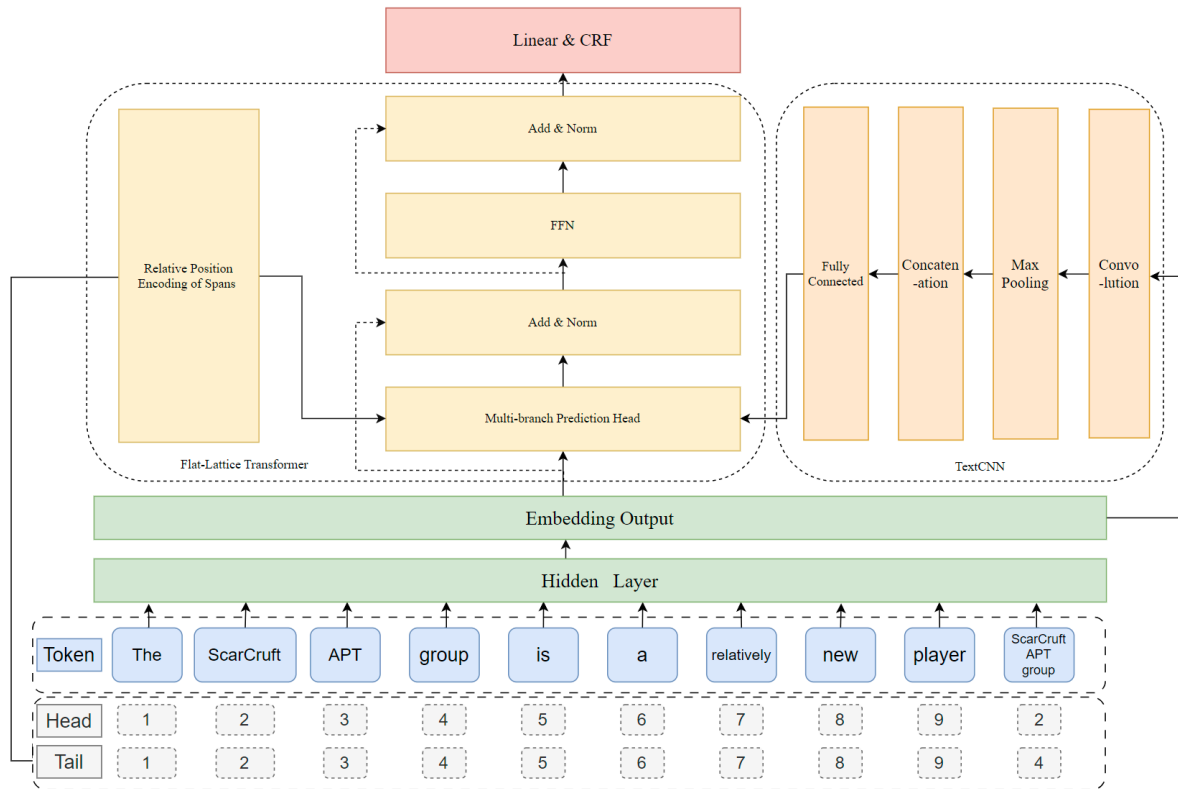 Linear & CRF
Add & Norm
FFN
Relative Position
Encoding of Spans
Add & Norm
Multi-branch Prediction Head
Flat-Lattice Transformer
Fully
Connected
Concaten
-ation
Max
Pooling
Convo
-lution
TextCNN
Embedding Output
Hidden Layer
Token
The
ScarCruft
APT
group
is
a
relatively
new
player
ScarCruft
APT
group
Head
1
2
3
4
5
6
7
8
9
2
Tail
1
2
3
4
5
6
7
8
9
4